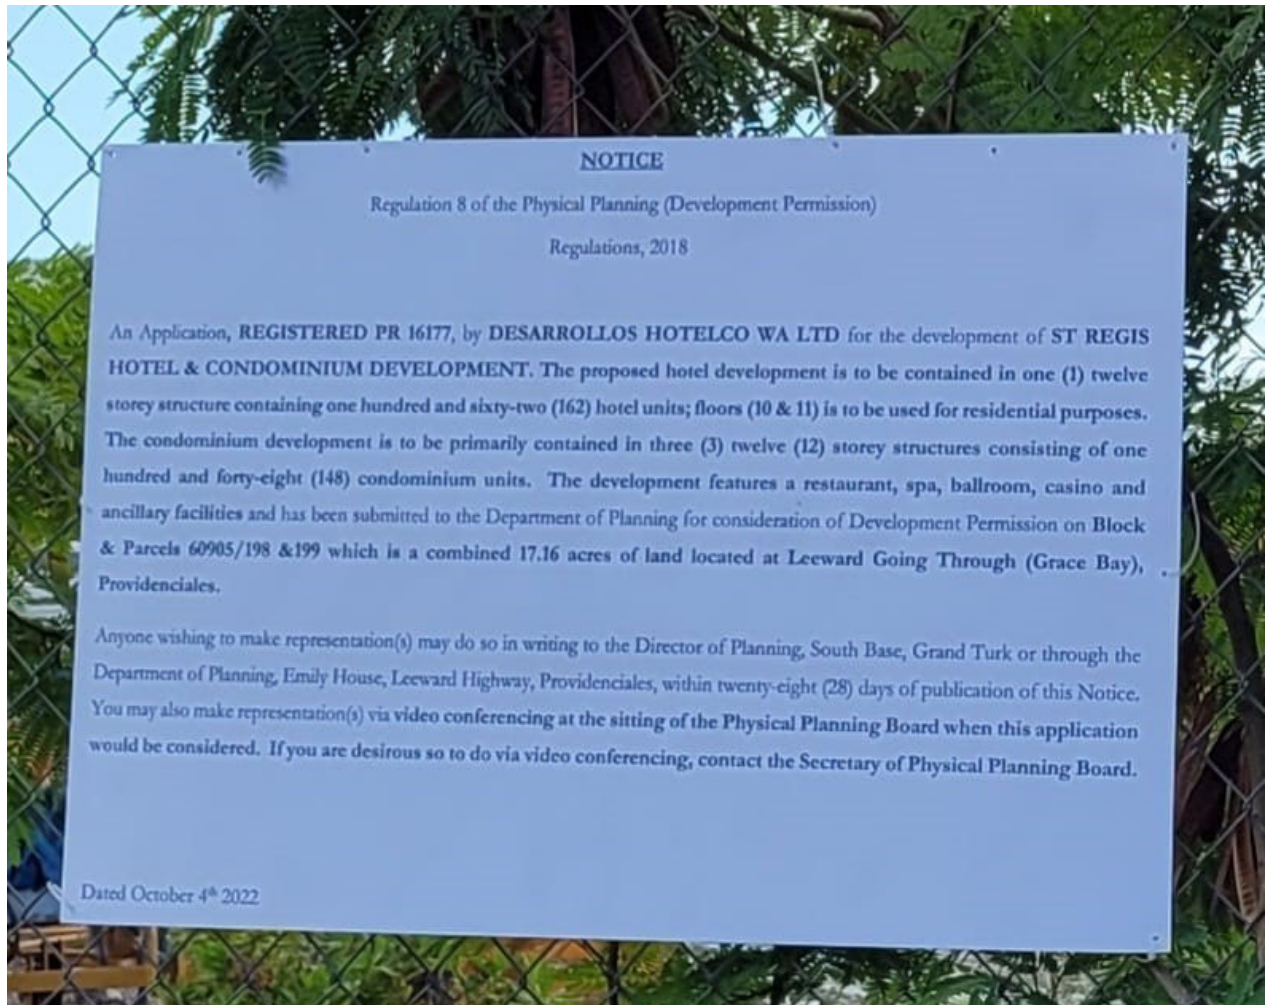 NOTICE
Regulation 8 of the Physical Planning (Development Permission)
Regulations, 2018
An Application, REGISTERED PR 16177, by DESARROLLOS HOTELCO WA LTD for the development of ST REGIS
HOTEL & CONDOMINIUM DEVELOPMENT. The proposed hotel development is to be contained in one (1) twelve
storey structure containing one hundred and sixty-two (162) hotel units; floors (10 & 11) is to be used for residential purposes.
The condominium development is to be primarily contained in three (3) twelve (12) storey structures consisting of one
hundred and forty-eight (148) condominium units. The development features a restaurant, spa, ballroom, casino and
ancillary facilities and has been submitted to the Department of Planning for consideration of Development Permission on Block
& Parcels 60905/198 &199 which is a combined 17.16 acres of land located at Leeward Going Through (Grace Bay),
Providenciales.
Anyone wishing to make representation(s) may do so in writing to the Director of Planning, South Base, Grand Turk or through the
Department of Planning, Emily House, Leeward Highway, Providenciales, within twenty-eight (28) days of publication of this Notice.
You may also make representation(s) via video conferencing at the sitting of the Physical Planning Board when this application
would be considered. If you are desirous so to do via video conferencing, contact the Secretary of Physical Planning Board.
Dated October 4th 2022